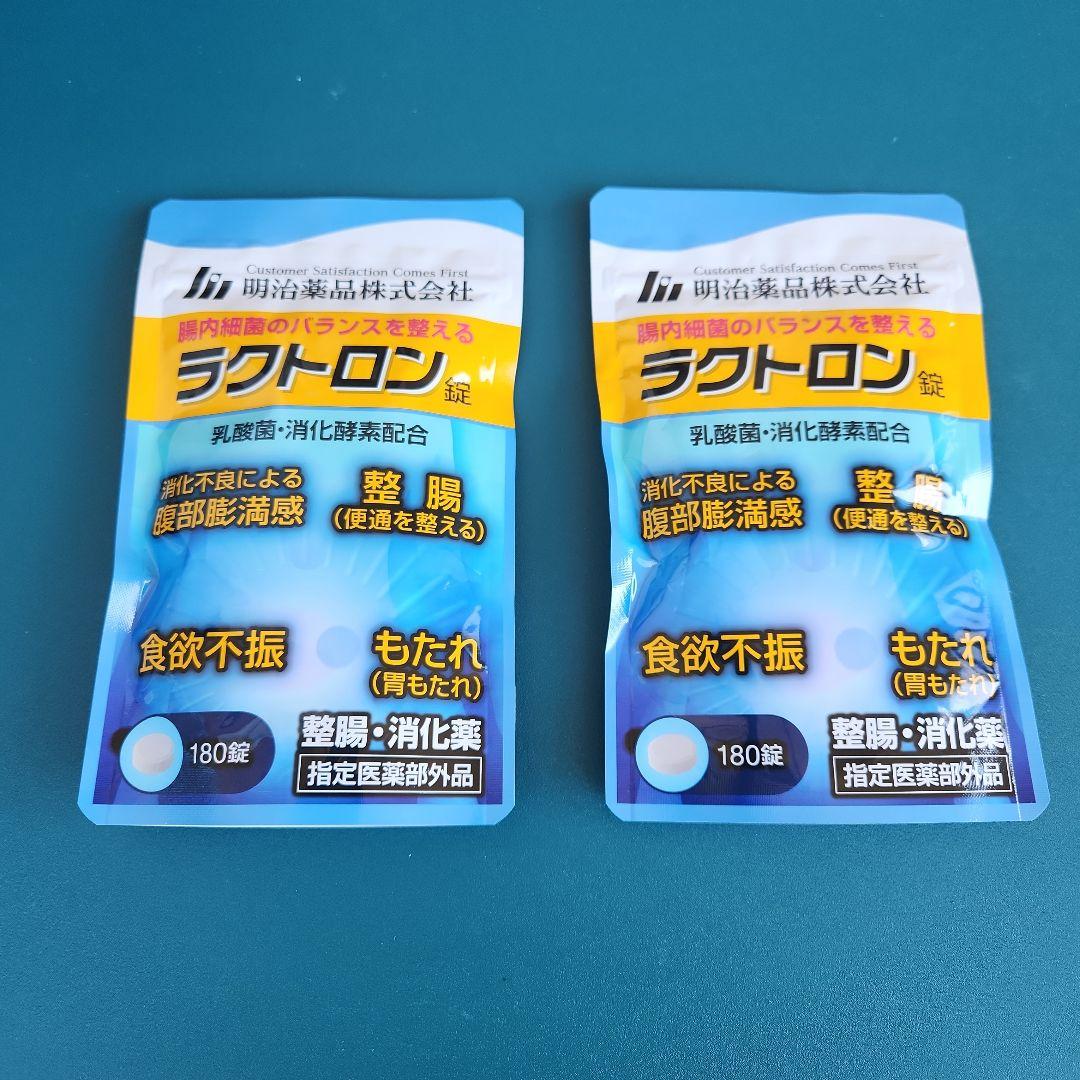 Customer Satisfaction Comes First
明治薬品株式会社
腸内細菌のバランスを整える
ラクトロン錠
乳酸菌・消化酵素配合
消化不良による
腹部膨満感
整腸
(便通を整える)
食欲不振
もたれ
(胃もたれ)
180錠
整腸・消化薬
指定医薬部外品
Customer Satisfaction Comes First
明治薬品株式会社
腸内細菌のバランスを整える
ラクトロン錠
乳酸菌・消化酵素配合
消化不良による
腹部膨満感
整腸
(便通を整える)
食欲不振
もたれ
(胃もたれ)
180錠
整腸・消化薬
指定医薬部外品